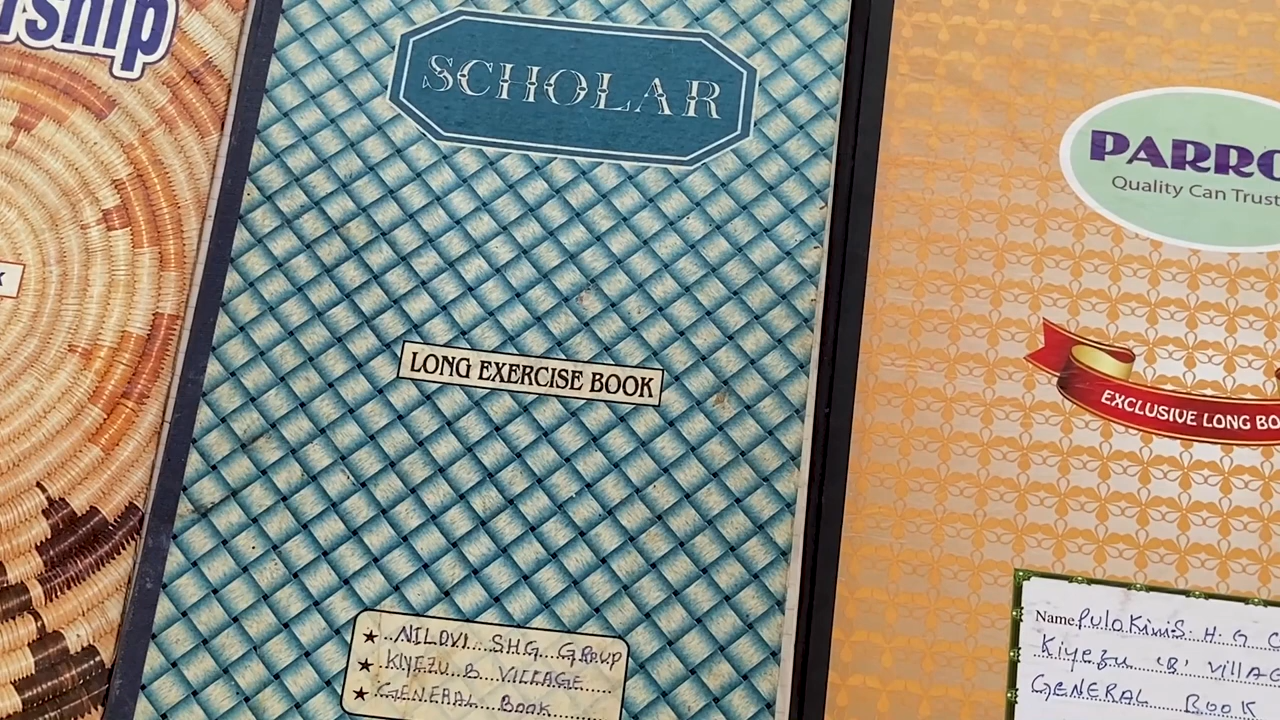 rship
K
SCHOLAR
LONG EXERCISE BOOK
NILOVI SHG GROUP
KIYEZU B VILLAGE
GENERAL BOOK
PARRO
Quality Can Trust
EXCLUSIVE LONG BO
Name
Kiyezu 'B' VILLAGE
GENERAL BOOK